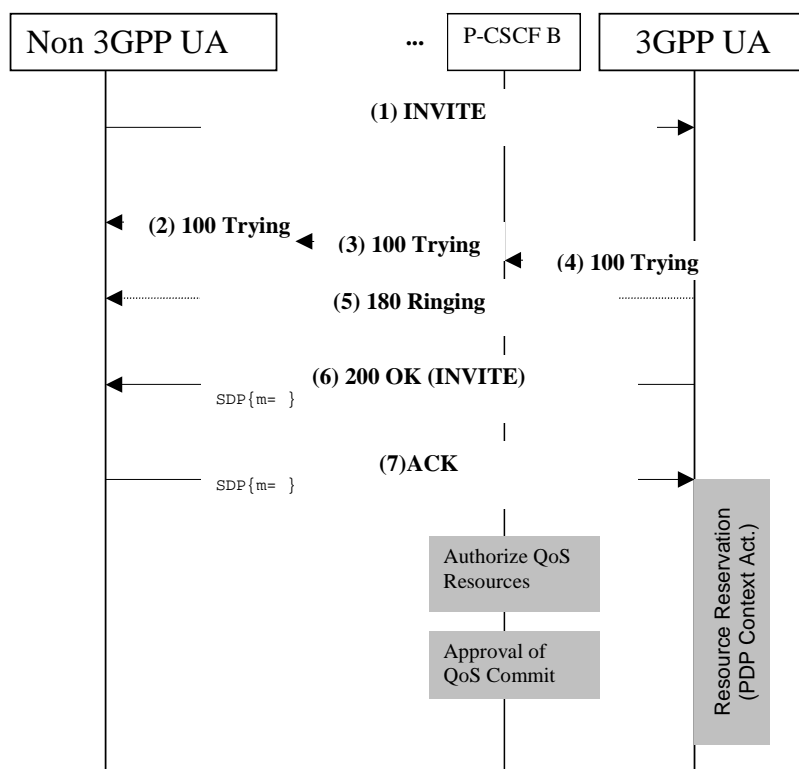 Non 3GPP UA
...
P-CSCF B
3GPP UA
(1) INVITE
(2) 100 Trying
(3) 100 Trying
(4) 100 Trying
(5) 180 Ringing
(6) 200 OK (INVITE)
SDP{m= }
(7)ACK
SDP{m= }
Authorize QoS
Resources
Approval of
QoS Commit
Resource Reservation
(PDP Context Act.)